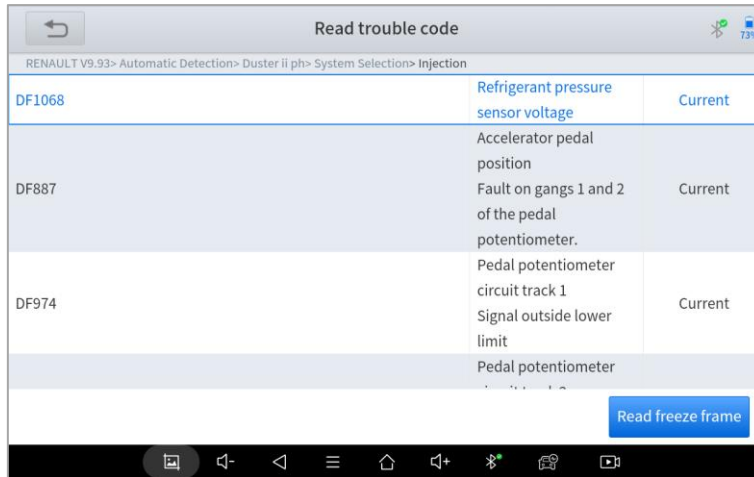 Read trouble code
73%
RENAULT V9.93> Automatic Detection> Duster ii ph> System Selection> Injection
DF1068
Refrigerant pressure
sensor voltage
Current
DF887
Accelerator pedal
position
Fault on gangs 1 and 2
of the pedal
potentiometer.
Current
DF974
Pedal potentiometer
circuit track 1
Signal outside lower
limit
Current
Pedal potentiometer
Read freeze frame